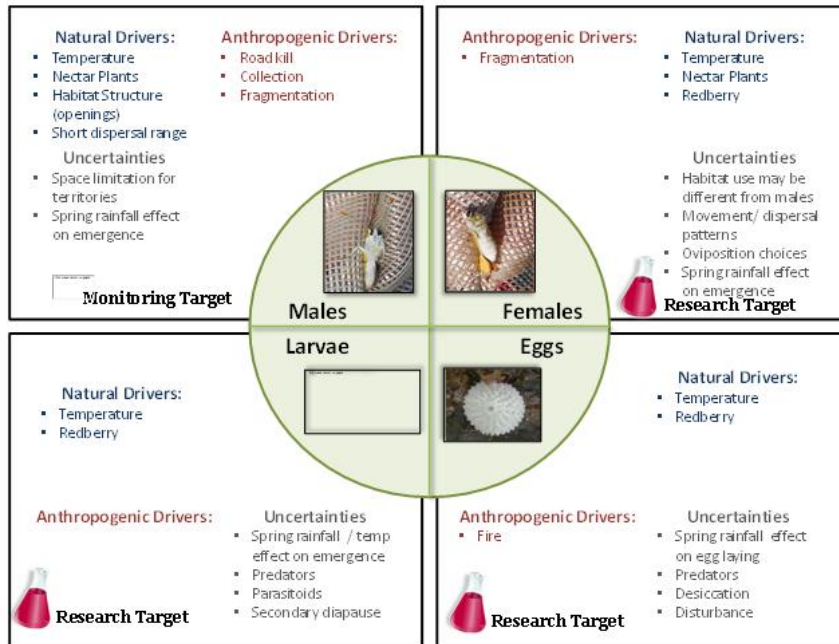 Natural Drivers:
▪ Temperature
▪ Nectar Plants
▪ Habitat Structure
(openings)
▪ Short dispersal range
Anthropogenic Drivers:
▪ Road kill
▪ Collection
▪ Fragmentation
Uncertainties
▪ Space limitation for
territories
▪ Spring rainfall effect
on emergence
Monitoring Target
Anthropogenic Drivers:
▪ Fragmentation
Natural Drivers:
▪ Temperature
▪ Nectar Plants
▪ Redberry
Uncertainties
▪ Habitat use may be
different from males
▪ Movement/ dispersal
patterns
▪ Oviposition choices
▪ Spring rainfall effect
on emergence
Research Target
Males
Females
Larvae
Eggs
Natural Drivers:
▪ Temperature
▪ Redberry
Anthropogenic Drivers:
Uncertainties
▪ Spring rainfall / temp
effect on emergence
▪ Predators
▪ Parasitoids
▪ Secondary diapause
Research Target
Natural Drivers:
▪ Temperature
▪ Redberry
Anthropogenic Drivers:
▪ Fire
Uncertainties
▪ Spring rainfall effect
on egg laying
▪ Predators
▪ Desiccation
▪ Disturbance
Research Target